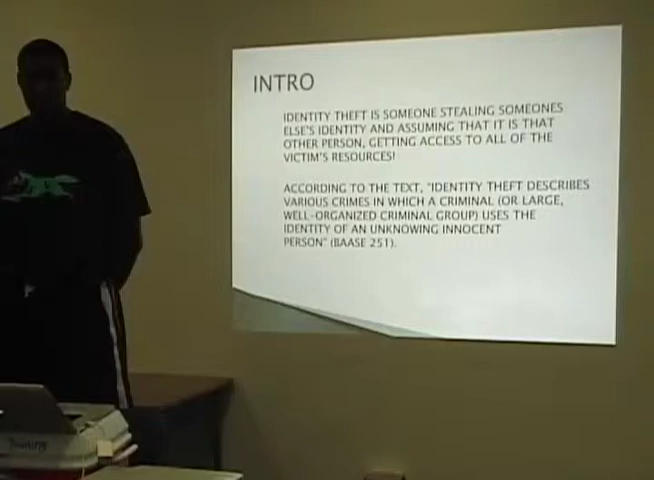 INTRO
IDENTITY THEFT IS SOMEONE STEALING SOMEONES
ELSE'S IDENTITY AND ASSUMING THAT IT IS THAT
OTHER PERSON, GETTING ACCESS TO ALL OF THE
VICTIM'S RESOURCES!
ACCORDING TO THE TEXT, "IDENTITY THEFT DESCRIBES
VARIOUS CRIMES IN WHICH A CRIMINAL (OR LARGE,
WELL-ORGANIZED CRIMINAL GROUP) USES THE
IDENTITY OF AN UNKNOWING INNOCENT
PERSON" (BAASE 251).